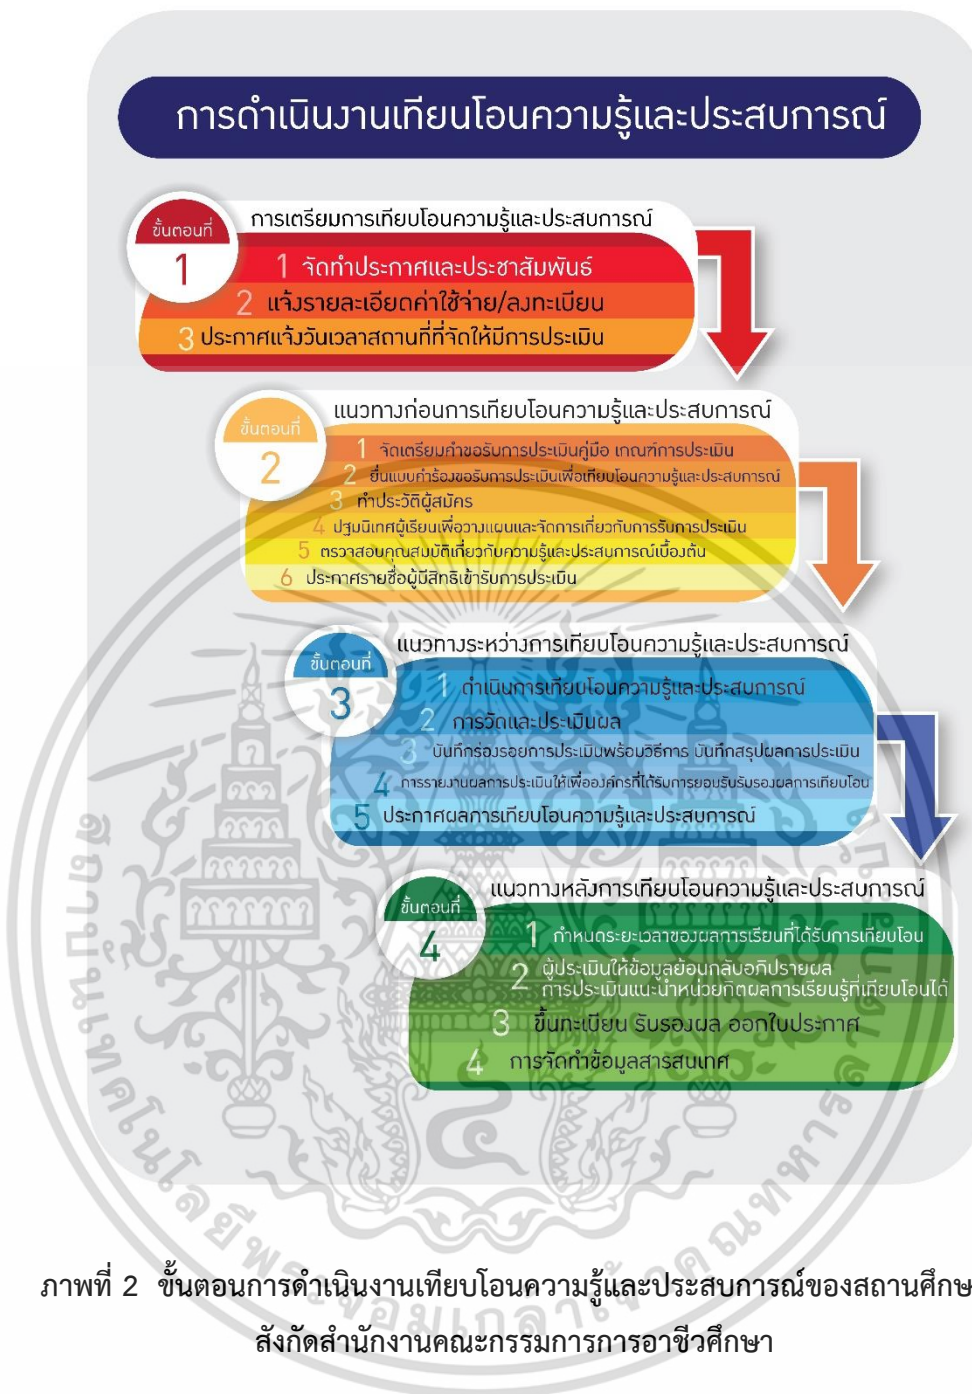 การดำเนินงานเทียบโอนความรู้และประสบการณ์
ขั้นตอนที่
1
การเตรียมการเทียบโอนความรู้และประสบการณ์
1 จัดทำประกาศและประชาสัมพันธ์
2 แจ้งรายละเอียดค่าใช้จ่าย/ลงทะเบียน
3 ประกาศแจ้งวันเวลาสถานที่ที่จัดให้มีการประเมิน
ขั้นตอนที่
2
แนวทางก่อนการเทียบโอนความรู้และประสบการณ์
1 จัดเตรียมคำขอรับการประเมินคู่มือ เกณฑ์การประเมิน
2 ยื่นแบบคำร้องขอรับการประเมินเพื่อเทียบโอนความรู้และประสบการณ์
3 ทำประวัติผู้สมัคร
4 ปฐมนิเทศผู้เรียนเพื่อวางแผนและจัดการเกี่ยวกับการรับการประเมิน
5 ตรวจสอบคุณสมบัติเกี่ยวกับความรู้และประสบการณ์เบื้องต้น
6 ประกาศรายชื่อผู้มีสิทธิเข้ารับการประเมิน
ขั้นตอนที่
3
แนวทางระหว่างการเทียบโอนความรู้และประสบการณ์
1 ดำเนินการเทียบโอนความรู้และประสบการณ์
2 การวัดและประเมินผล
3 บันทึกร่องรอยการประเมินพร้อมวิธีการ บันทึกสรุปผลการประเมิน
4 การรายงานผลการประเมินให้เพื่อองค์กรที่ได้รับการยอมรับรับรองผลการเทียบโอน
5 ประกาศผลการเทียบโอนความรู้และประสบการณ์
ขั้นตอนที่
4
แนวทางหลังการเทียบโอนความรู้และประสบการณ์
1 กำหนดระยะเวลาของผลการเรียนที่ได้รับการเทียบโอน
2 ผู้ประเมินให้ข้อมูลย้อนกลับอภิปรายผล
การประเมินแนะนำหน่วยกิตผลการเรียนรู้ที่เทียบโอนได้
3 ขึ้นทะเบียน รับรองผล ออกใบประกาศ
4 การจัดทำข้อมูลสารสนเทศ
สถาบันเทคโนโลยีพระจอมเกล้าเจ้าคุณทหารลาดกระบัง
ภาพที่ 2 ขั้นตอนการดำเนินงานเทียบโอนความรู้และประสบการณ์ของสถานศึกษ
สังกัดสำนักงานคณะกรรมการการอาชีวศึกษา